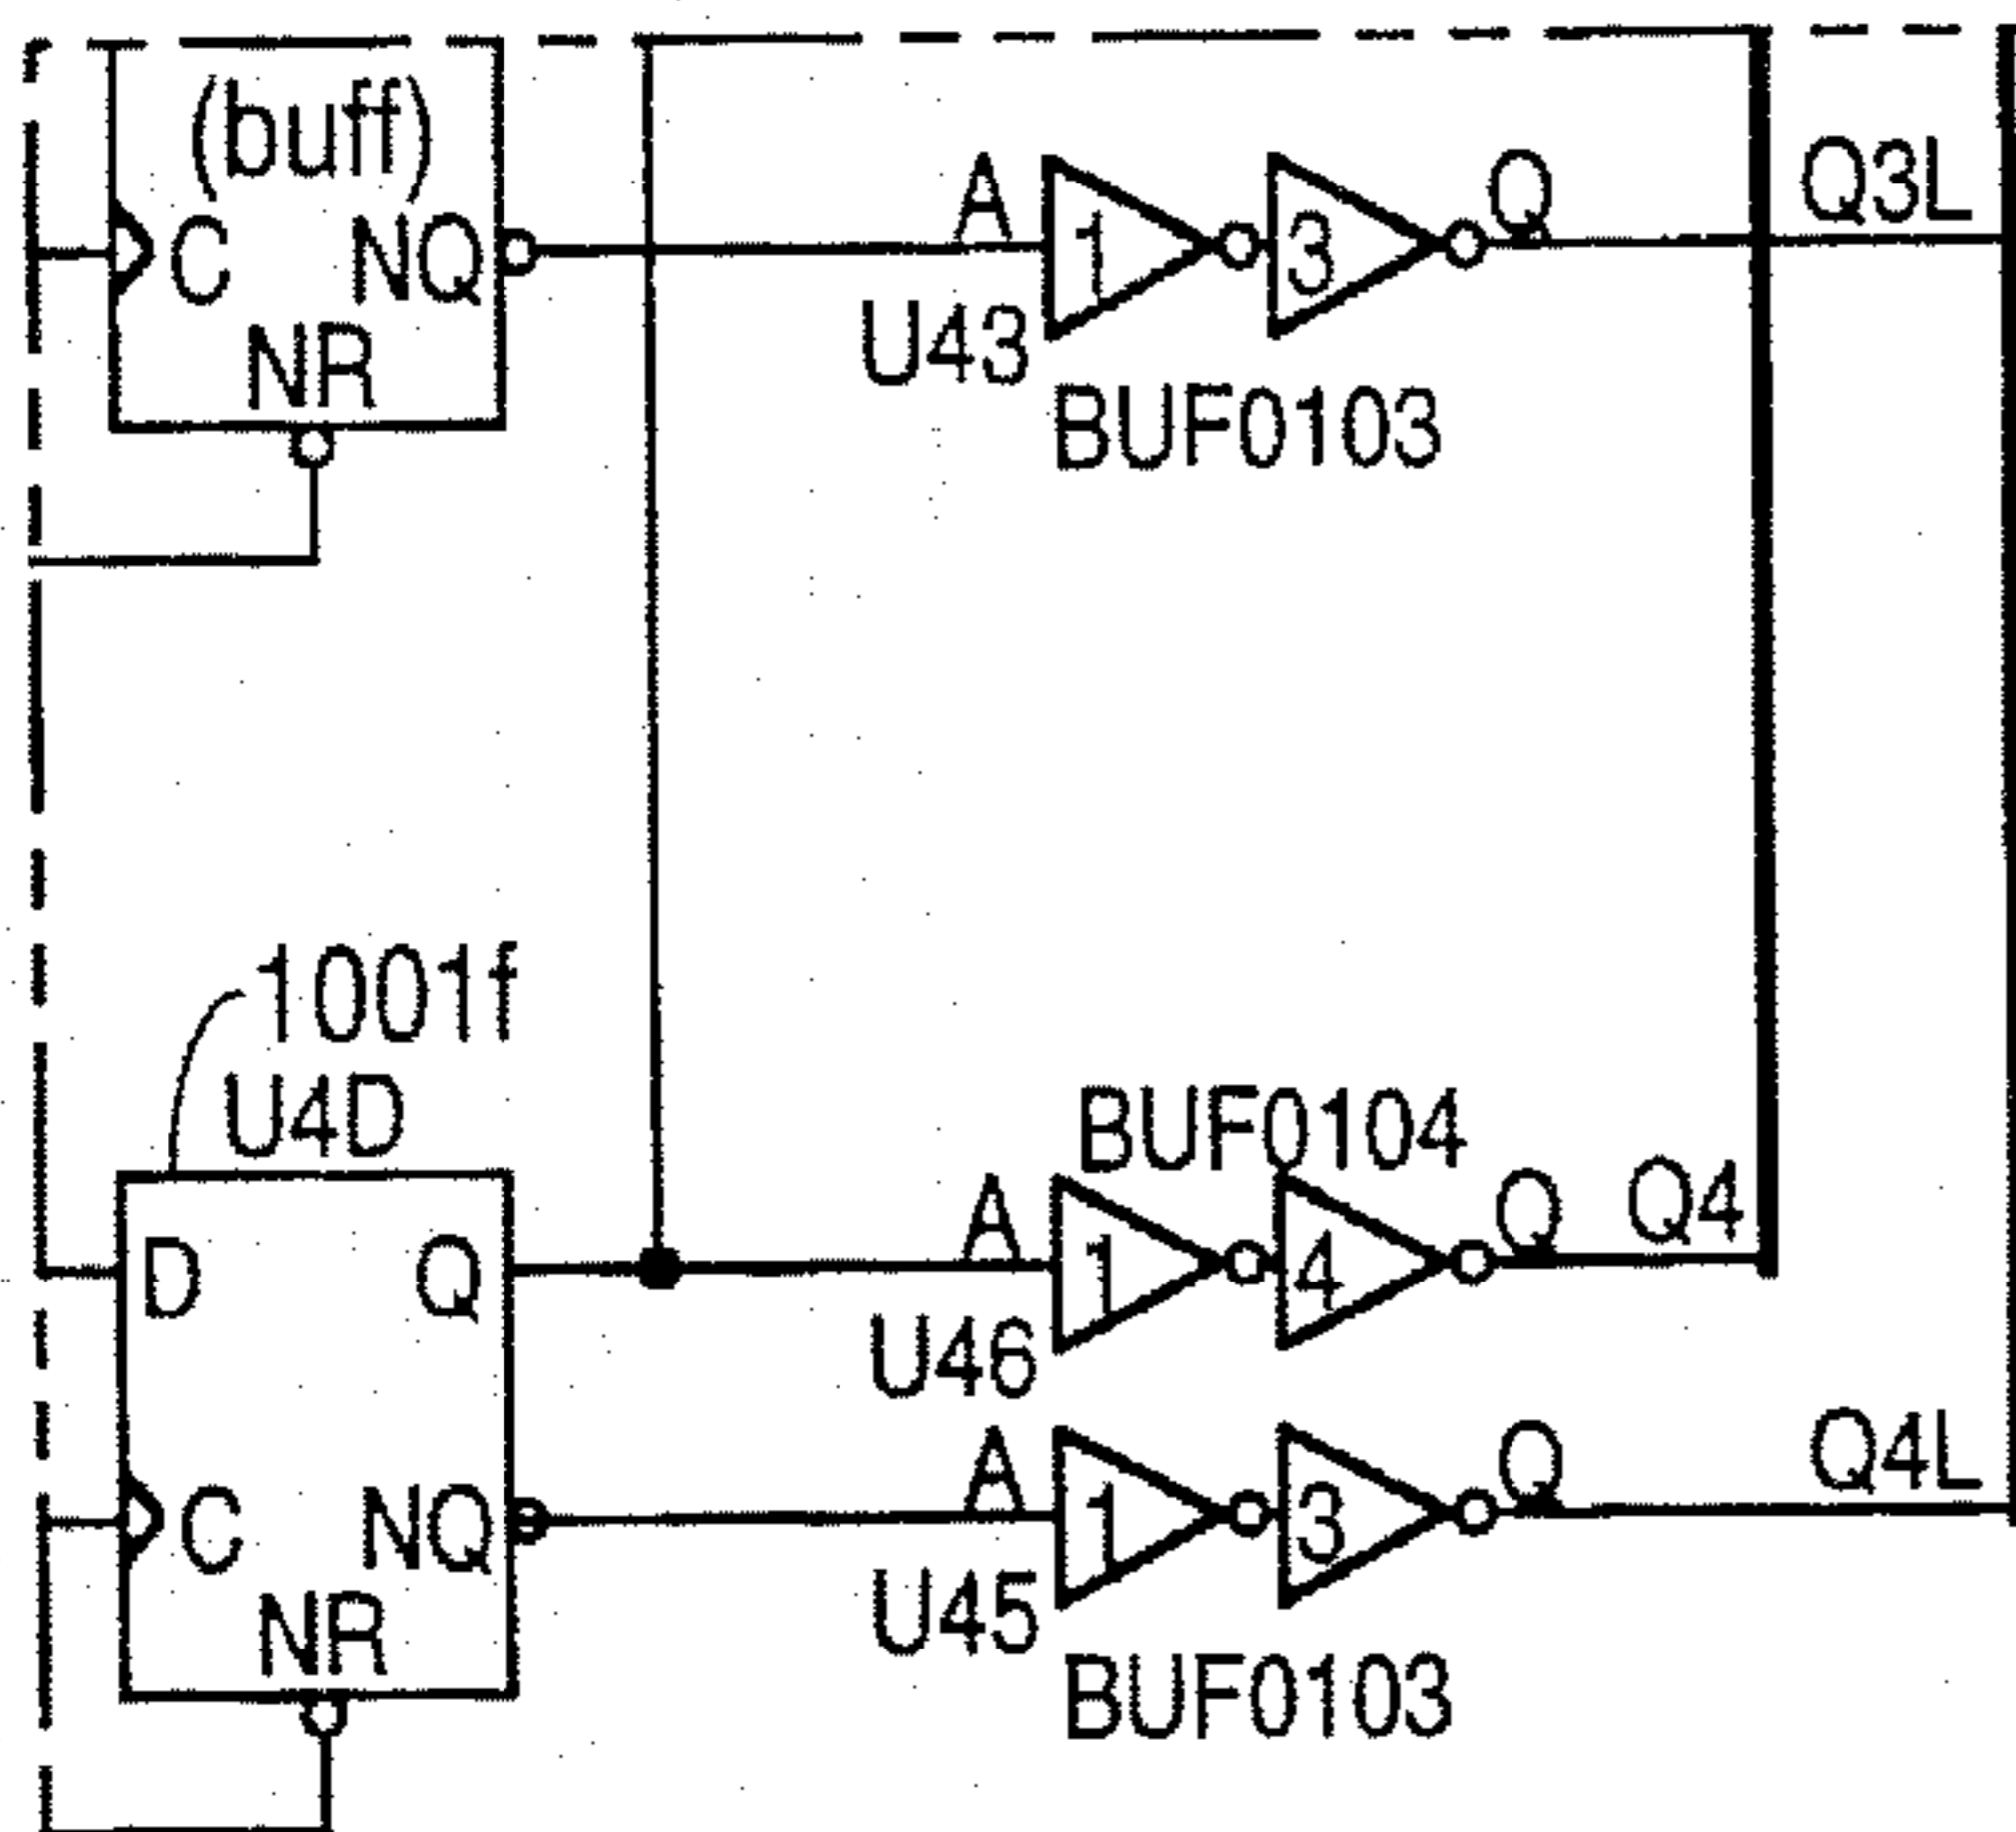 (buff)
C NQ
NR
A 1 3 Q Q3L
U43
BUF0103
1001f
U4D
D Q
C NQ
NR
BUF0104
A 1 4 Q Q4
U46
A 1 3 Q Q4L
U45
BUF0103